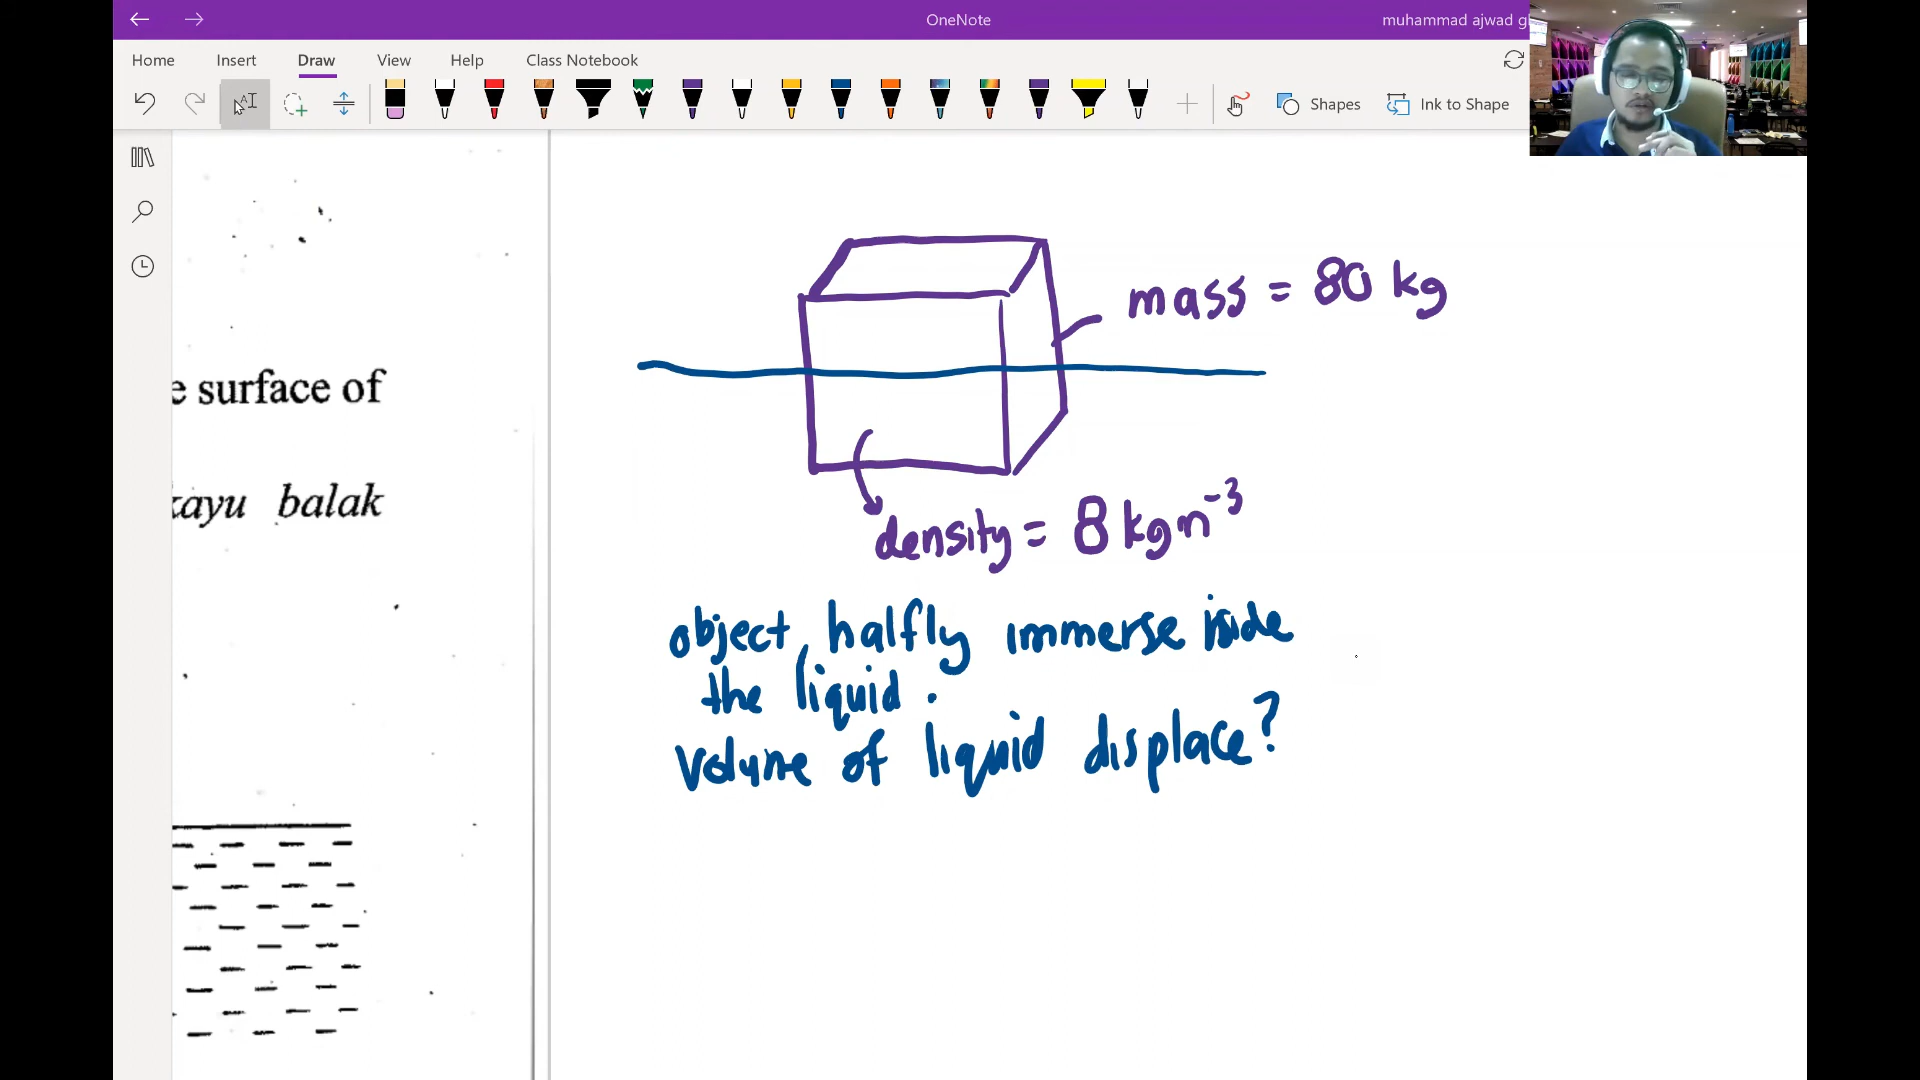 OneNote
muhammad ajwad g
Home Insert Draw View Help Class Notebook
Shapes Ink to Shape
e surface of
kayu balak
mass = 80 kg
density = 8 kgm⁻³
object halfly immerse inside
the liquid.
Volume of liquid displace?